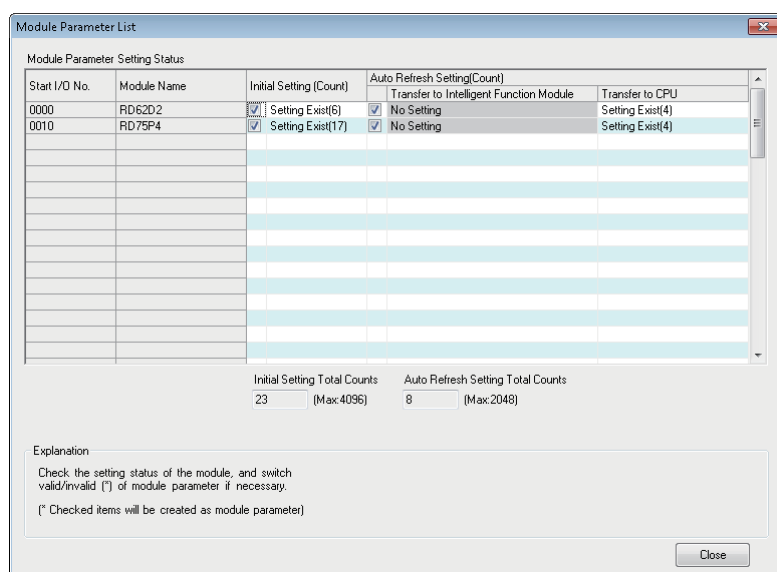 Module Parameter List
Module Parameter Setting Status
Start I/O No. Module Name Initial Setting (Count) Auto Refresh Setting(Count)
Transfer to Intelligent Function Module Transfer to CPU
0000 RD62D2 Setting Exist(6) No Setting Setting Exist(4)
0010 RD75P4 Setting Exist(17) No Setting Setting Exist(4)
Initial Setting Total Counts Auto Refresh Setting Total Counts
23 (Max:4096) 8 (Max:2048)
Explanation
Check the setting status of the module, and switch
valid/invalid (*) of module parameter if necessary.
(* Checked items will be created as module parameter)
Close